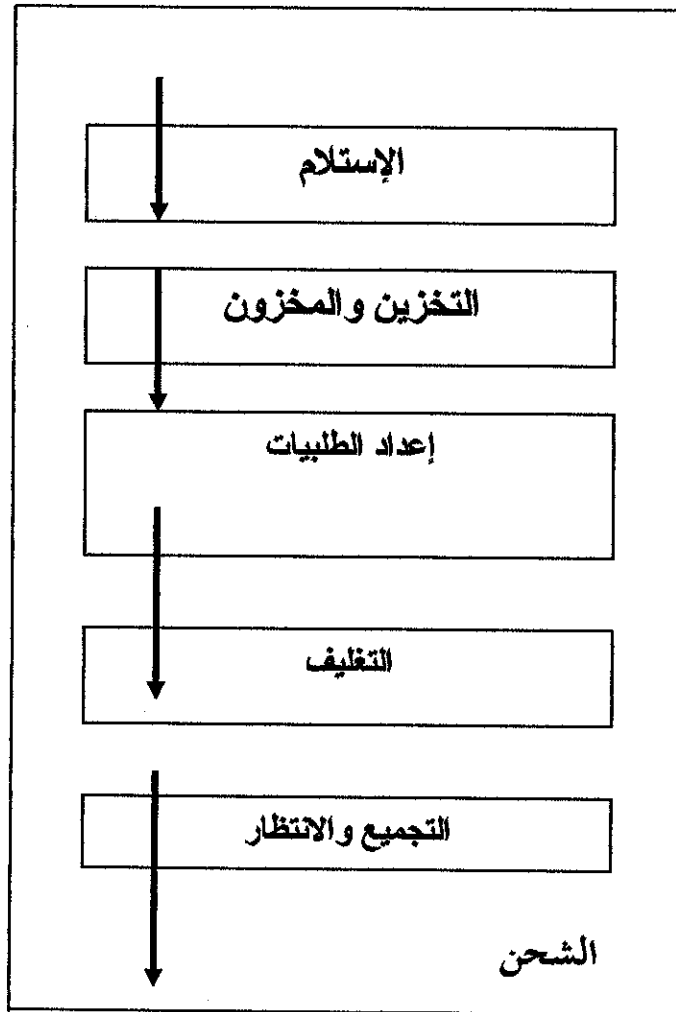 الإستلام
التخزين والمخزون
إعداد الطلبيات
التغليف
التجميع والانتظار
الشحن